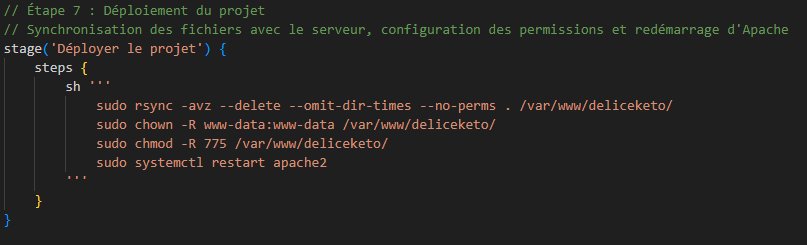 // Étape 7 : Déploiement du projet
// Synchronisation des fichiers avec le serveur, configuration des permissions et redémarrage d'Apache
stage('Déployer le projet') {
    steps {
        sh '''
            sudo rsync -avz --delete --omit-dir-times --no-perms . /var/www/deliceketo/
            sudo chown -R www-data:www-data /var/www/deliceketo/
            sudo chmod -R 775 /var/www/deliceketo/
            sudo systemctl restart apache2
        '''
    }
}